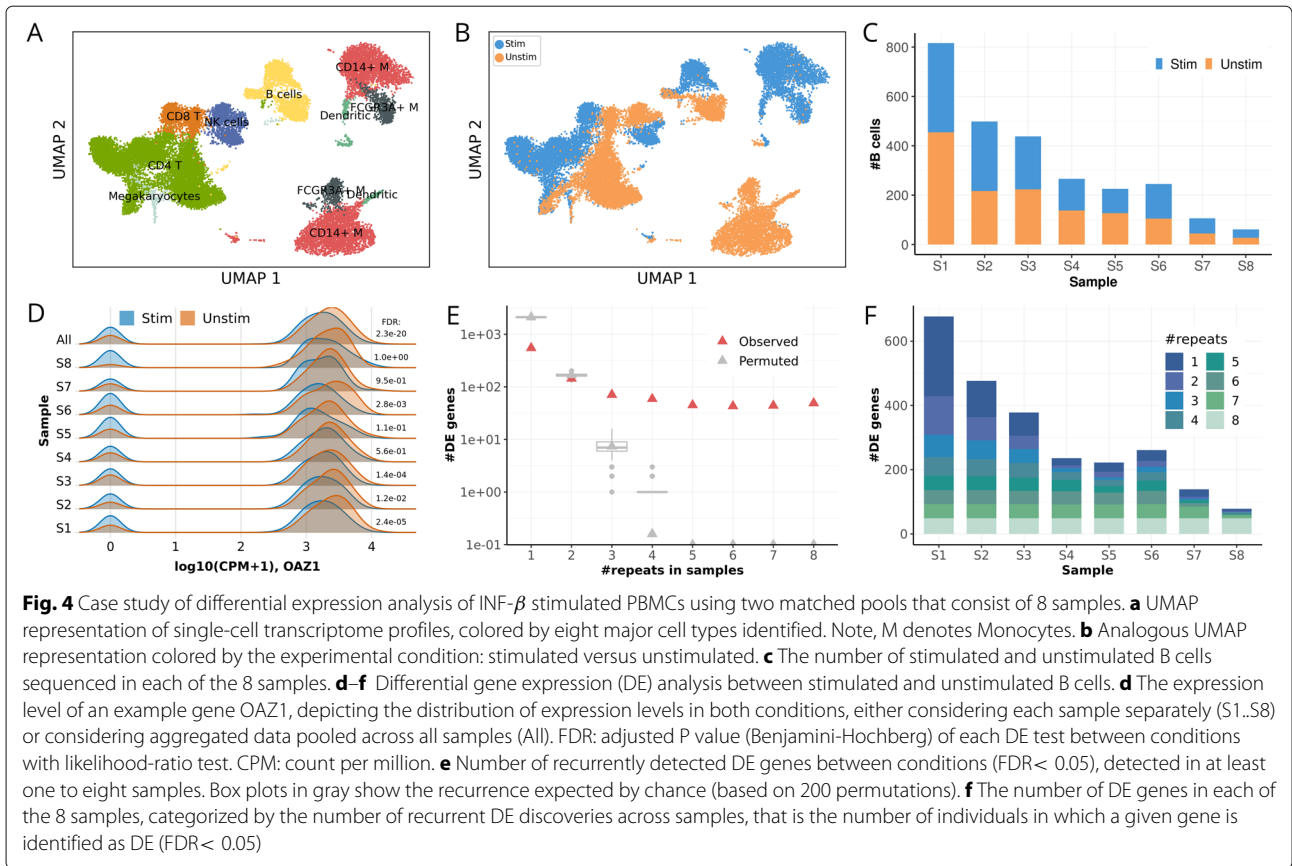 A
CD14+ M
B cells
FCGR3A+ M
Dendritic
CD8 T
NK cells
CD4 T
Megakaryocytes
FCGR3A+ M
Dendritic
CD14+ M
UMAP 2
UMAP 1
B
Stim
Unstim
UMAP 2
UMAP 1
C
Stim Unstim
#B cells
800
600
400
200
0
S1 S2 S3 S4 S5 S6 S7 S8
Sample
D
Stim Unstim
FDR:
All 2.3e-20
S8 1.0e+00
S7 9.5e-01
S6 2.8e-03
S5 1.1e-01
S4 5.6e-01
S3 1.4e-04
S2 1.2e-02
S1 2.4e-05
Sample
0 1 2 3 4
log10(CPM+1), OAZ1
E
Observed
Permuted
#DE genes
1e+03
1e+02
1e+01
1e+00
1e-01
1 2 3 4 5 6 7 8
#repeats in samples
F
#repeats
1 5
2 6
3 7
4 8
#DE genes
600
400
200
0
S1 S2 S3 S4 S5 S6 S7 S8
Sample
Fig. 4 Case study of differential expression analysis of INF-β stimulated PBMCs using two matched pools that consist of 8 samples. a UMAP
representation of single-cell transcriptome profiles, colored by eight major cell types identified. Note, M denotes Monocytes. b Analogous UMAP
representation colored by the experimental condition: stimulated versus unstimulated. c The number of stimulated and unstimulated B cells
sequenced in each of the 8 samples. d–f Differential gene expression (DE) analysis between stimulated and unstimulated B cells. d The expression
level of an example gene OAZ1, depicting the distribution of expression levels in both conditions, either considering each sample separately (S1..S8)
or considering aggregated data pooled across all samples (All). FDR: adjusted P value (Benjamini-Hochberg) of each DE test between conditions
with likelihood-ratio test. CPM: count per million. e Number of recurrently detected DE genes between conditions (FDR< 0.05), detected in at least
one to eight samples. Box plots in gray show the recurrence expected by chance (based on 200 permutations). f The number of DE genes in each of
the 8 samples, categorized by the number of recurrent DE discoveries across samples, that is the number of individuals in which a given gene is
identified as DE (FDR< 0.05)